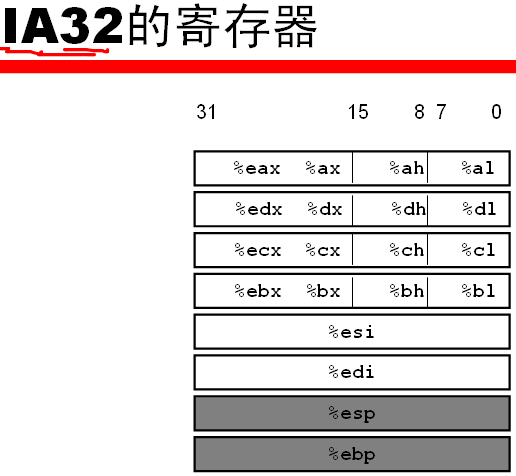 IA32的寄存器
31 15 8 7 0
%eax %ax %ah %al
%edx %dx %dh %dl
%ecx %cx %ch %cl
%ebx %bx %bh %bl
%esi
%edi
%esp
%ebp